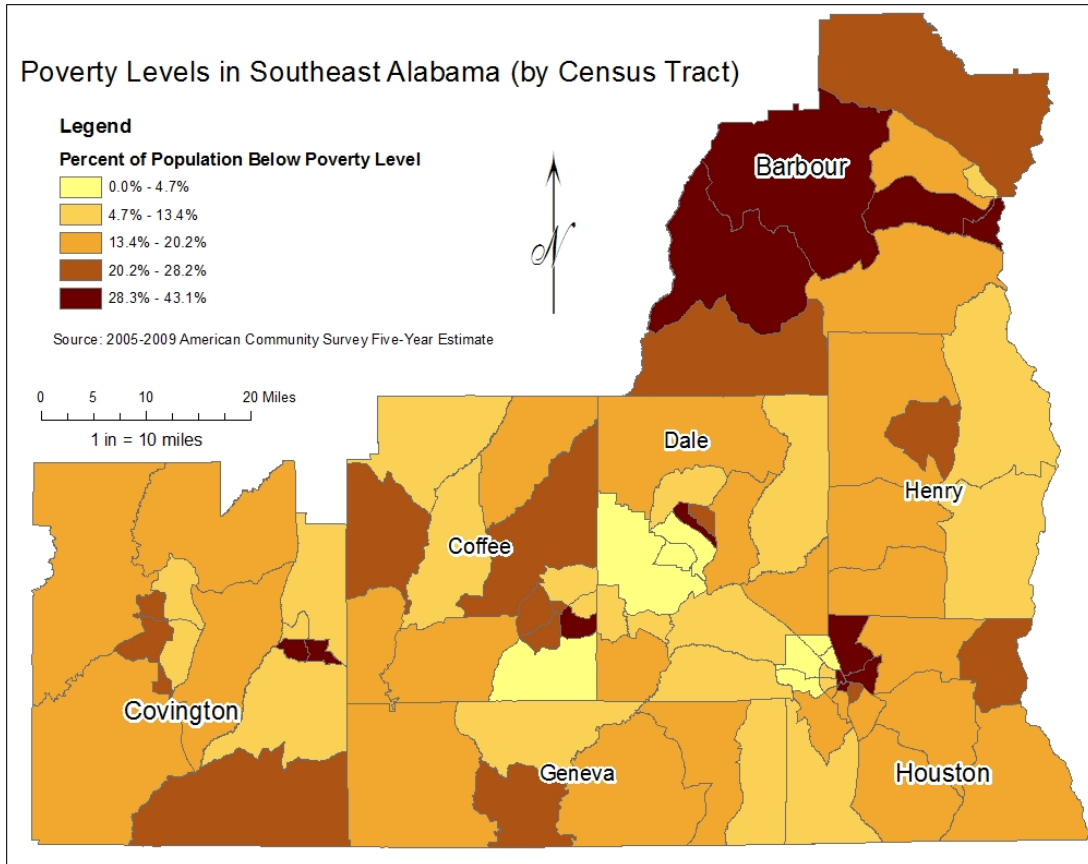 Poverty Levels in Southeast Alabama (by Census Tract)
Legend
Percent of Population Below Poverty Level
0.0% - 4.7%
4.7% - 13.4%
13.4% - 20.2%
20.2% - 28.2%
28.3% - 43.1%
Source: 2005-2009 American Community Survey Five-Year Estimate
0 5 10 20 Miles
1 in = 10 miles
N
Barbour
Dale
Henry
Coffee
Covington
Geneva
Houston